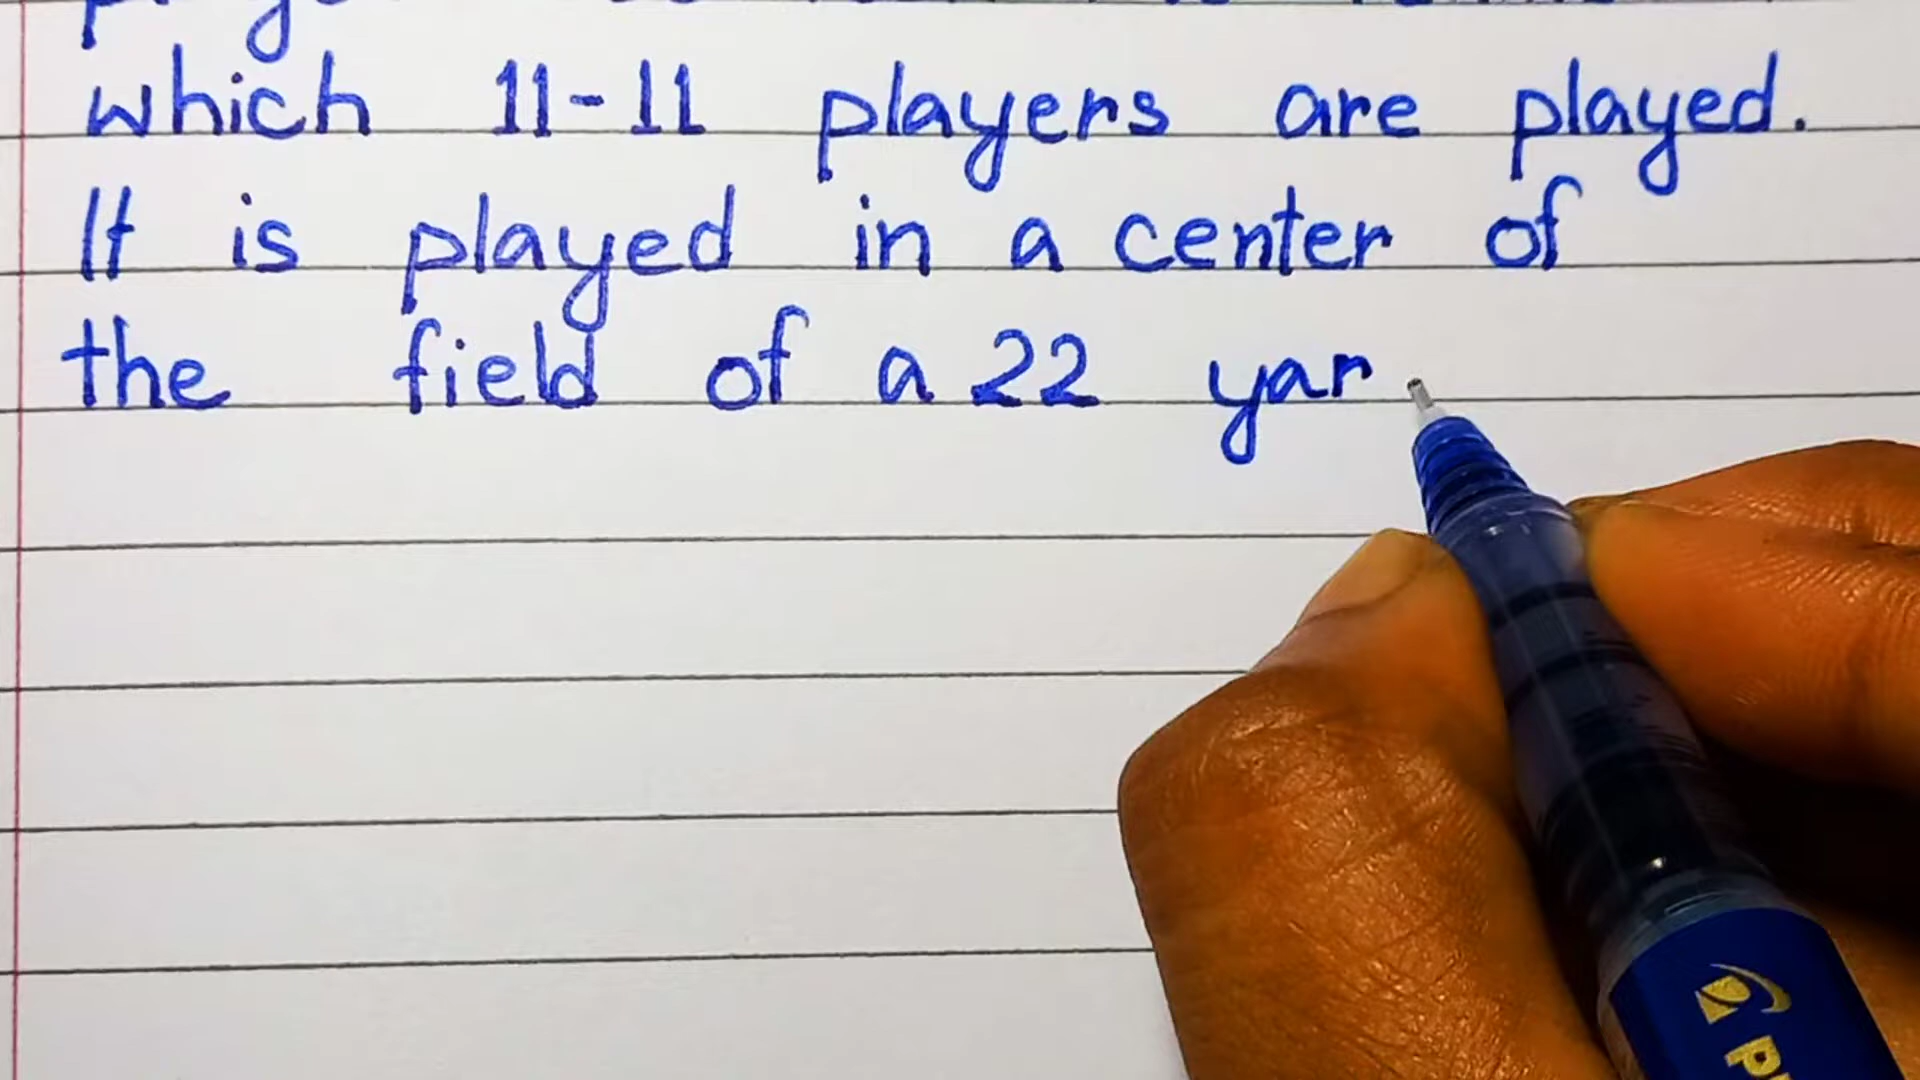 which 11-11 players are played.
It is played in a center of
the field of a 22 yar